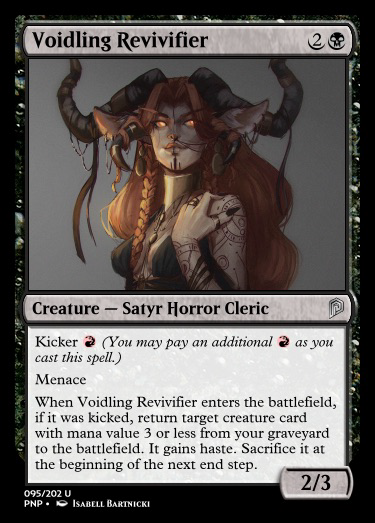 Voidling Revivifier 2
Creature — Satyr Horror Cleric
Kicker (You may pay an additional as you
cast this spell.)
Menace
When Voidling Revivifier enters the battlefield,
if it was kicked, return target creature card
with mana value 3 or less from your graveyard
to the battlefield. It gains haste. Sacrifice it at
the beginning of the next end step.
2/3
095/202 U
PNP • Isabell Bartnicki